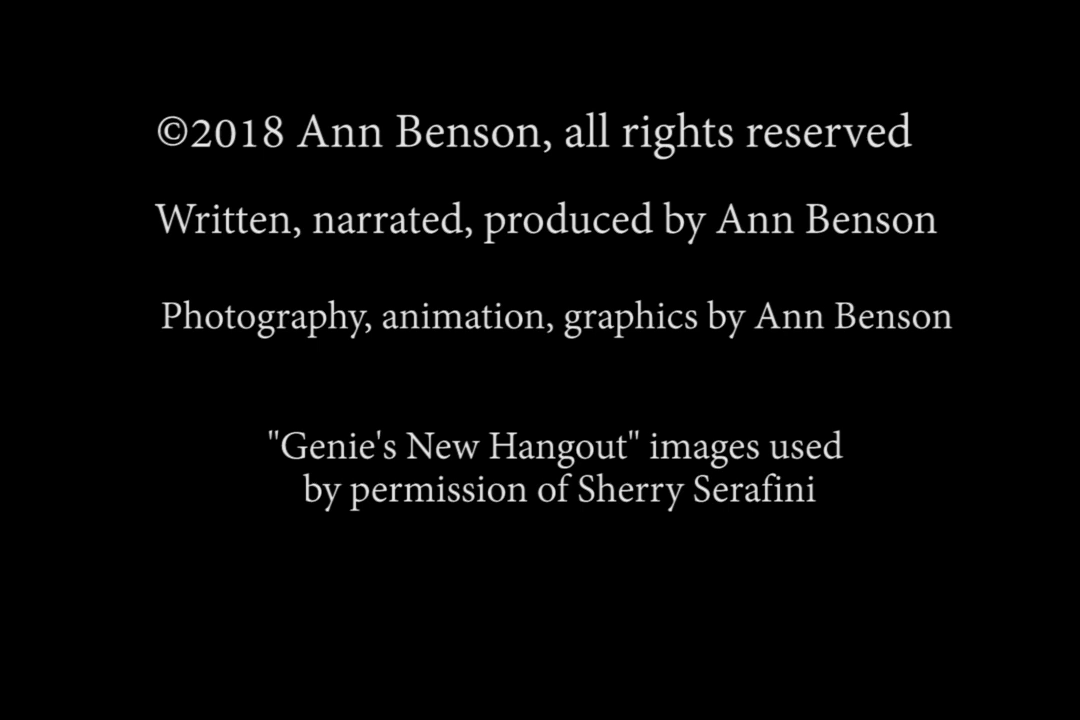 ©2018 Ann Benson, all rights reserved
Written, narrated, produced by Ann Benson
Photography, animation, graphics by Ann Benson
"Genie's New Hangout" images used
by permission of Sherry Serafini